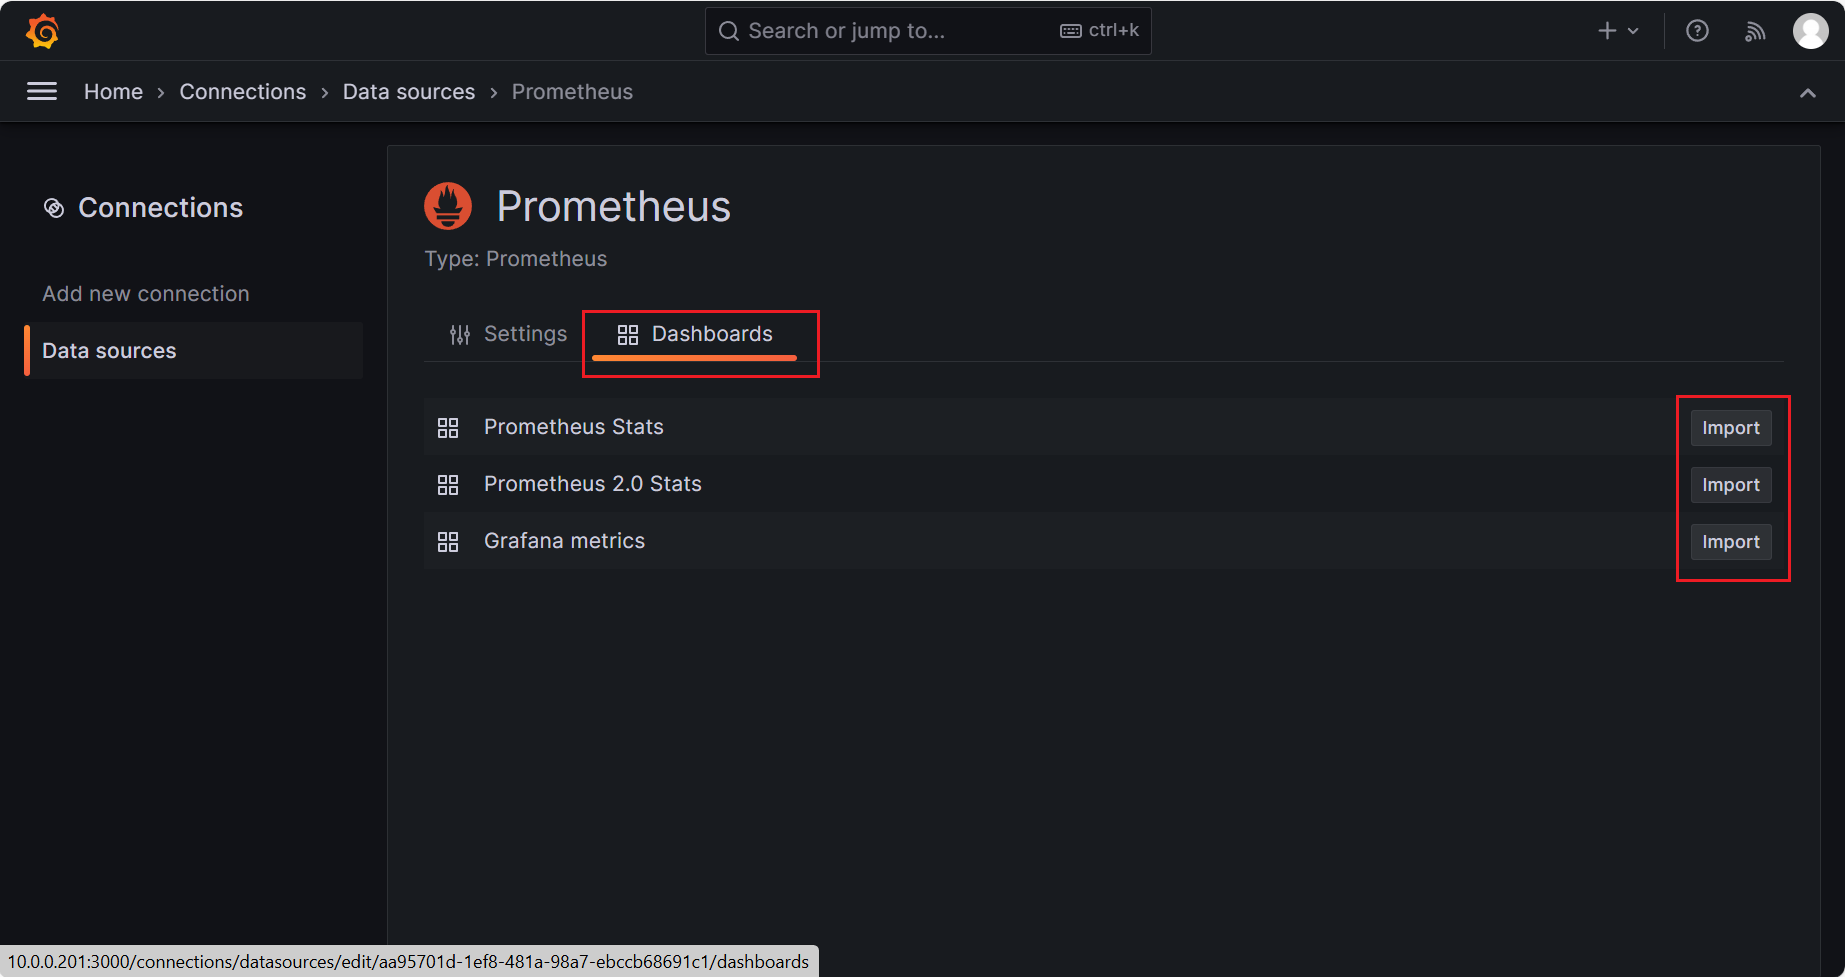 Search or jump to... ctrl+k
Home › Connections › Data sources › Prometheus
Connections
Add new connection
Data sources
Prometheus
Type: Prometheus
Settings Dashboards
Prometheus Stats Import
Prometheus 2.0 Stats Import
Grafana metrics Import
10.0.0.201:3000/connections/datasources/edit/aa95701d-1ef8-481a-98a7-ebccb68691c1/dashboards